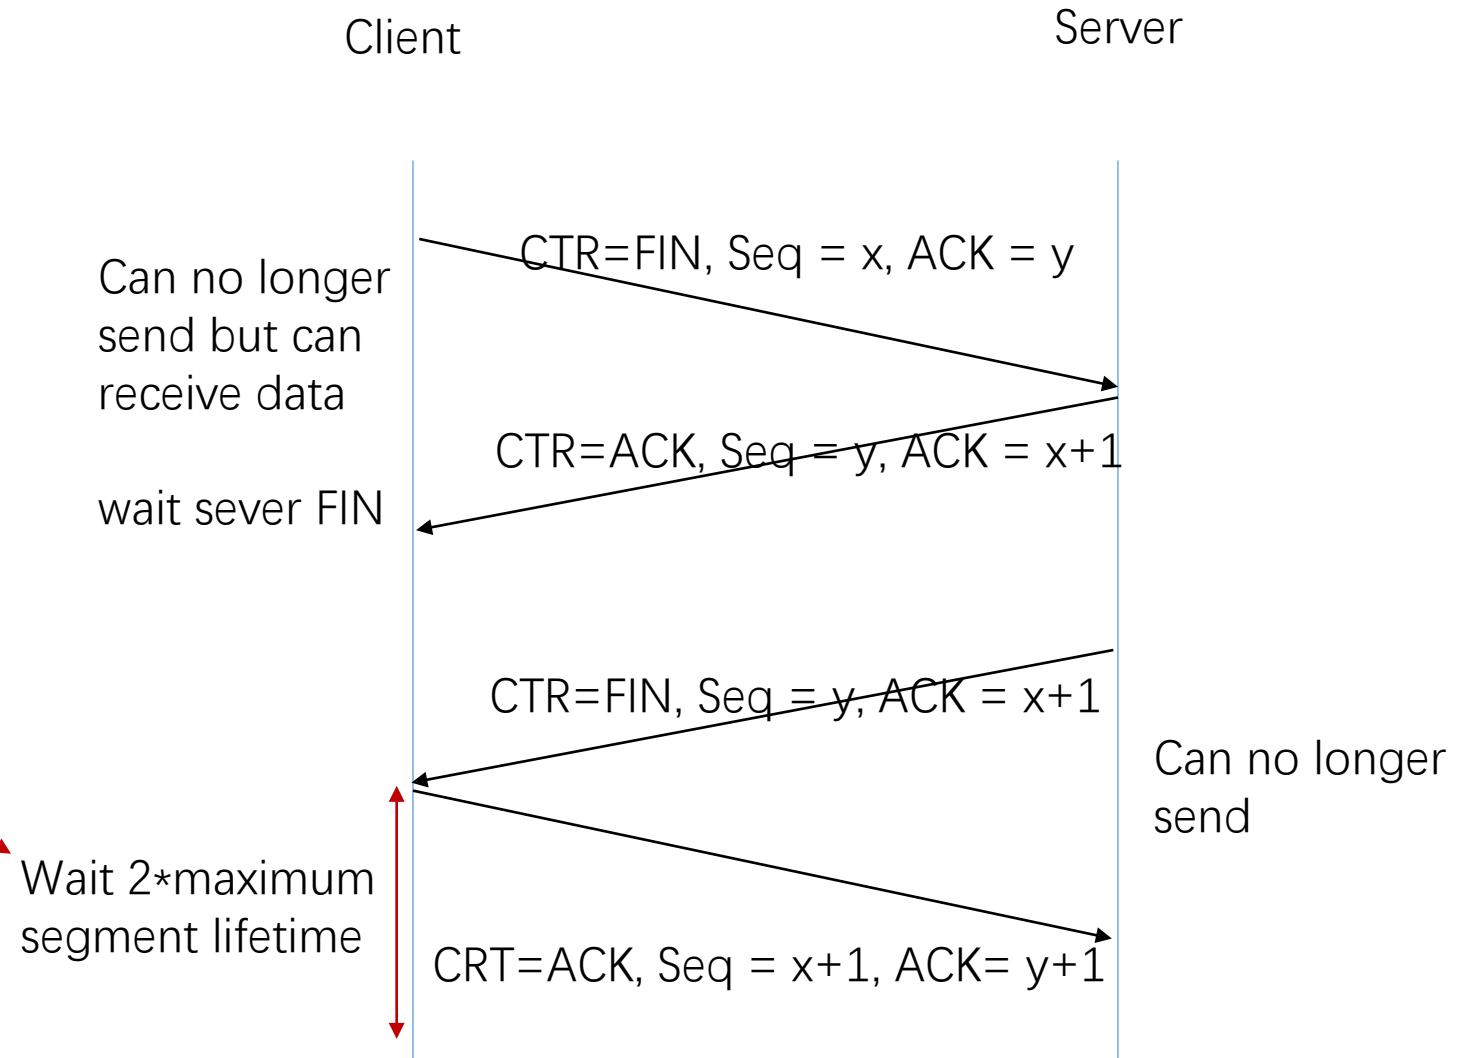 Client
Server
CTR=FIN, Seq = x, ACK = y
Can no longer
send but can
receive data
CTR=ACK, Seq = y, ACK = x+1
wait sever FIN
CTR=FIN, Seq = y, ACK = x+1
Can no longer
send
Wait 2*maximum
segment lifetime
CRT=ACK, Seq = x+1, ACK= y+1